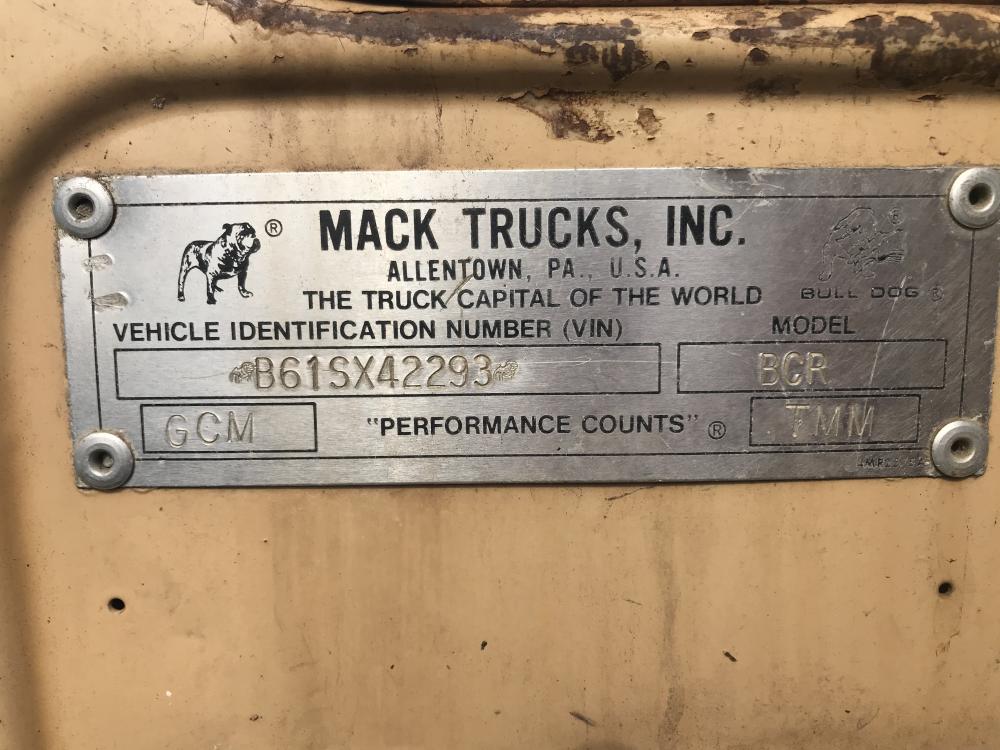 ® MACK TRUCKS, INC. ®
ALLENTOWN, PA., U.S.A.
THE TRUCK CAPITAL OF THE WORLD BULL DOG ®
VEHICLE IDENTIFICATION NUMBER (VIN) MODEL
B61SX42293 BCR
GCM "PERFORMANCE COUNTS" ® TMM